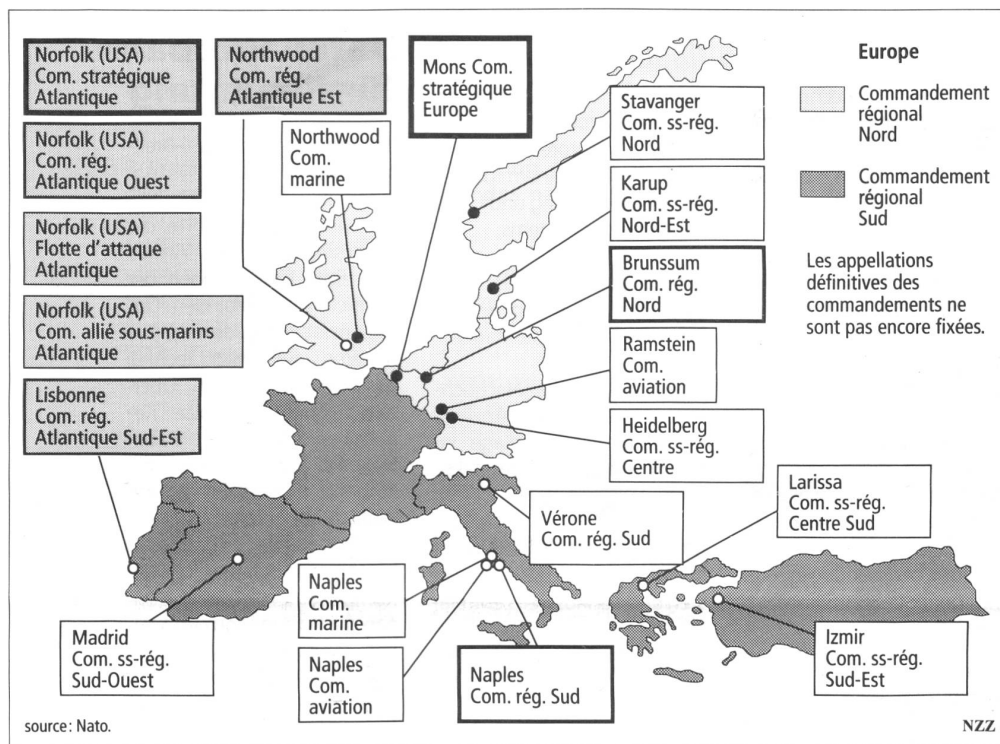 Norfolk (USA)
Com. stratégique
Atlantique
Northwood
Com. rég.
Atlantique Est
Mons Com.
stratégique
Europe
Europe
Commandement
régional
Nord
Commandement
régional
Sud
Les appellations
définitives des
commandements ne
sont pas encore fixées.
Norfolk (USA)
Com. rég.
Atlantique Ouest
Northwood
Com.
marine
Stavanger
Com. ss-rég.
Nord
Karup
Com. ss-rég.
Nord-Est
Norfolk (USA)
Flotte d'attaque
Atlantique
Brunssum
Com. rég.
Nord
Norfolk (USA)
Com. allié sous-marins
Atlantique
Ramstein
Com.
aviation
Lisbonne
Com. rég.
Atlantique Sud-Est
Heidelberg
Com. ss-rég.
Centre
Larissa
Com. ss-rég.
Centre Sud
Vérone
Com. rég. Sud
Naples
Com.
marine
Madrid
Com. ss-rég.
Sud-Ouest
Naples
Com.
aviation
Naples
Com. rég. Sud
Izmir
Com. ss-rég.
Sud-Est
source: Nato.
NZZ